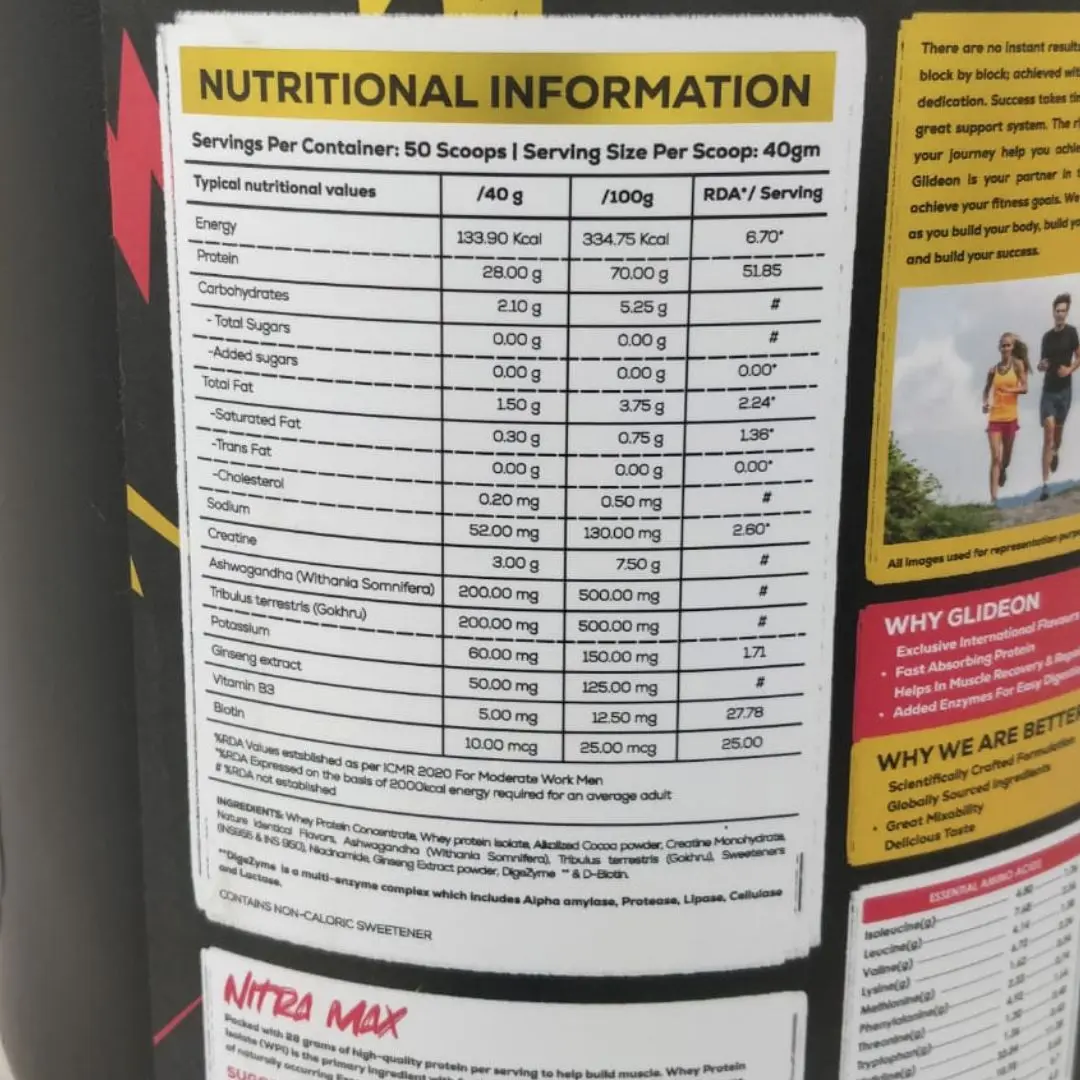 NUTRITIONAL INFORMATION
Servings Per Container: 50 Scoops | Serving Size Per Scoop: 40gm
Typical nutritional values /40 g /100g RDA*/ Serving
Energy 133.90 Kcal 334.75 Kcal 6.70*
Protein 28.00 g 70.00 g 51.85
Carbohydrates 2.10 g 5.25 g #
- Total Sugars 0.00 g 0.00 g #
-Added sugars 0.00 g 0.00 g 0.00*
Total Fat 1.50 g 3.75 g 2.24*
-Saturated Fat 0.30 g 0.75 g 1.36*
-Trans Fat 0.00 g 0.00 g 0.00*
-Cholesterol 0.20 mg 0.50 mg #
Sodium 52.00 mg 130.00 mg 2.60*
Creatine 3.00 g 7.50 g #
Ashwagandha (Withania Somnifera) 200.00 mg 500.00 mg #
Tribulus terrestris (Gokhru) 200.00 mg 500.00 mg #
Potassium 60.00 mg 150.00 mg 1.71
Ginseng extract 50.00 mg 125.00 mg #
Vitamin B3 5.00 mg 12.50 mg 27.78
Biotin 10.00 mcg 25.00 mcg 25.00
%RDA Values established as per ICMR 2020 For Moderate Work Men
*%RDA Expressed on the basis of 2000kcal energy required for an average adult
# %RDA not established
INGREDIENTS: Whey Protein Concentrate, Whey protein Isolate, Alkalized Cocoa powder, Creatine Monohydrate,
Nature Identical Flavors, Ashwagandha (Withania Somnifera), Tribulus terrestris (Gokhru), Sweeteners
(INS955 & INS 950), Niacinamide, Ginseng Extract powder, DigeZyme ** & D-Biotin.
**DigeZyme is a multi-enzyme complex which includes Alpha amylase, Protease, Lipase, Cellulase
and Lactase.
CONTAINS NON-CALORIC SWEETENER
NITRA MAX
Packed with 28 grams of high-quality protein per serving to help build muscle. Whey Protein
Isolate (WPI) is the primary ingredient
of naturally occurring
There are no instant results
block by block; achieved
dedication. Success takes
great support system. The
your journey help you
Glideon is your partner in
achieve your fitness goals. We
as you build your body, build
and build your success.
All images used for representation
WHY GLIDEON
Exclusive International Flavours
• Fast Absorbing Protein
Helps In Muscle Recovery &
• Added Enzymes For Easy
WHY WE ARE BETTER
Scientifically Crafted Formulation
Globally Sourced Ingredients
• Great Mixability
Delicious Taste
ESSENTIAL AMINO ACIDS
Isoleucine(g)
Leucine(g)
Valine(g)
Lysine(g)
Methionine(g)
Phenylalanine(g)
Threonine(g)
Tryptophan(g)